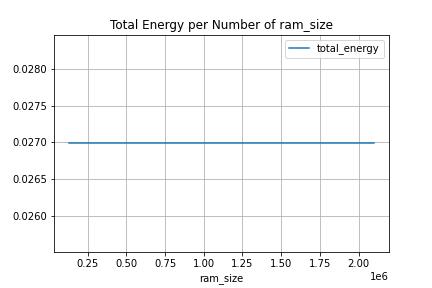 Total Energy per Number of ram_size
total_energy
0.0280
0.0275
0.0270
0.0265
0.0260
0.25 0.50 0.75 1.00 1.25 1.50 1.75 2.00
ram_size
1e6